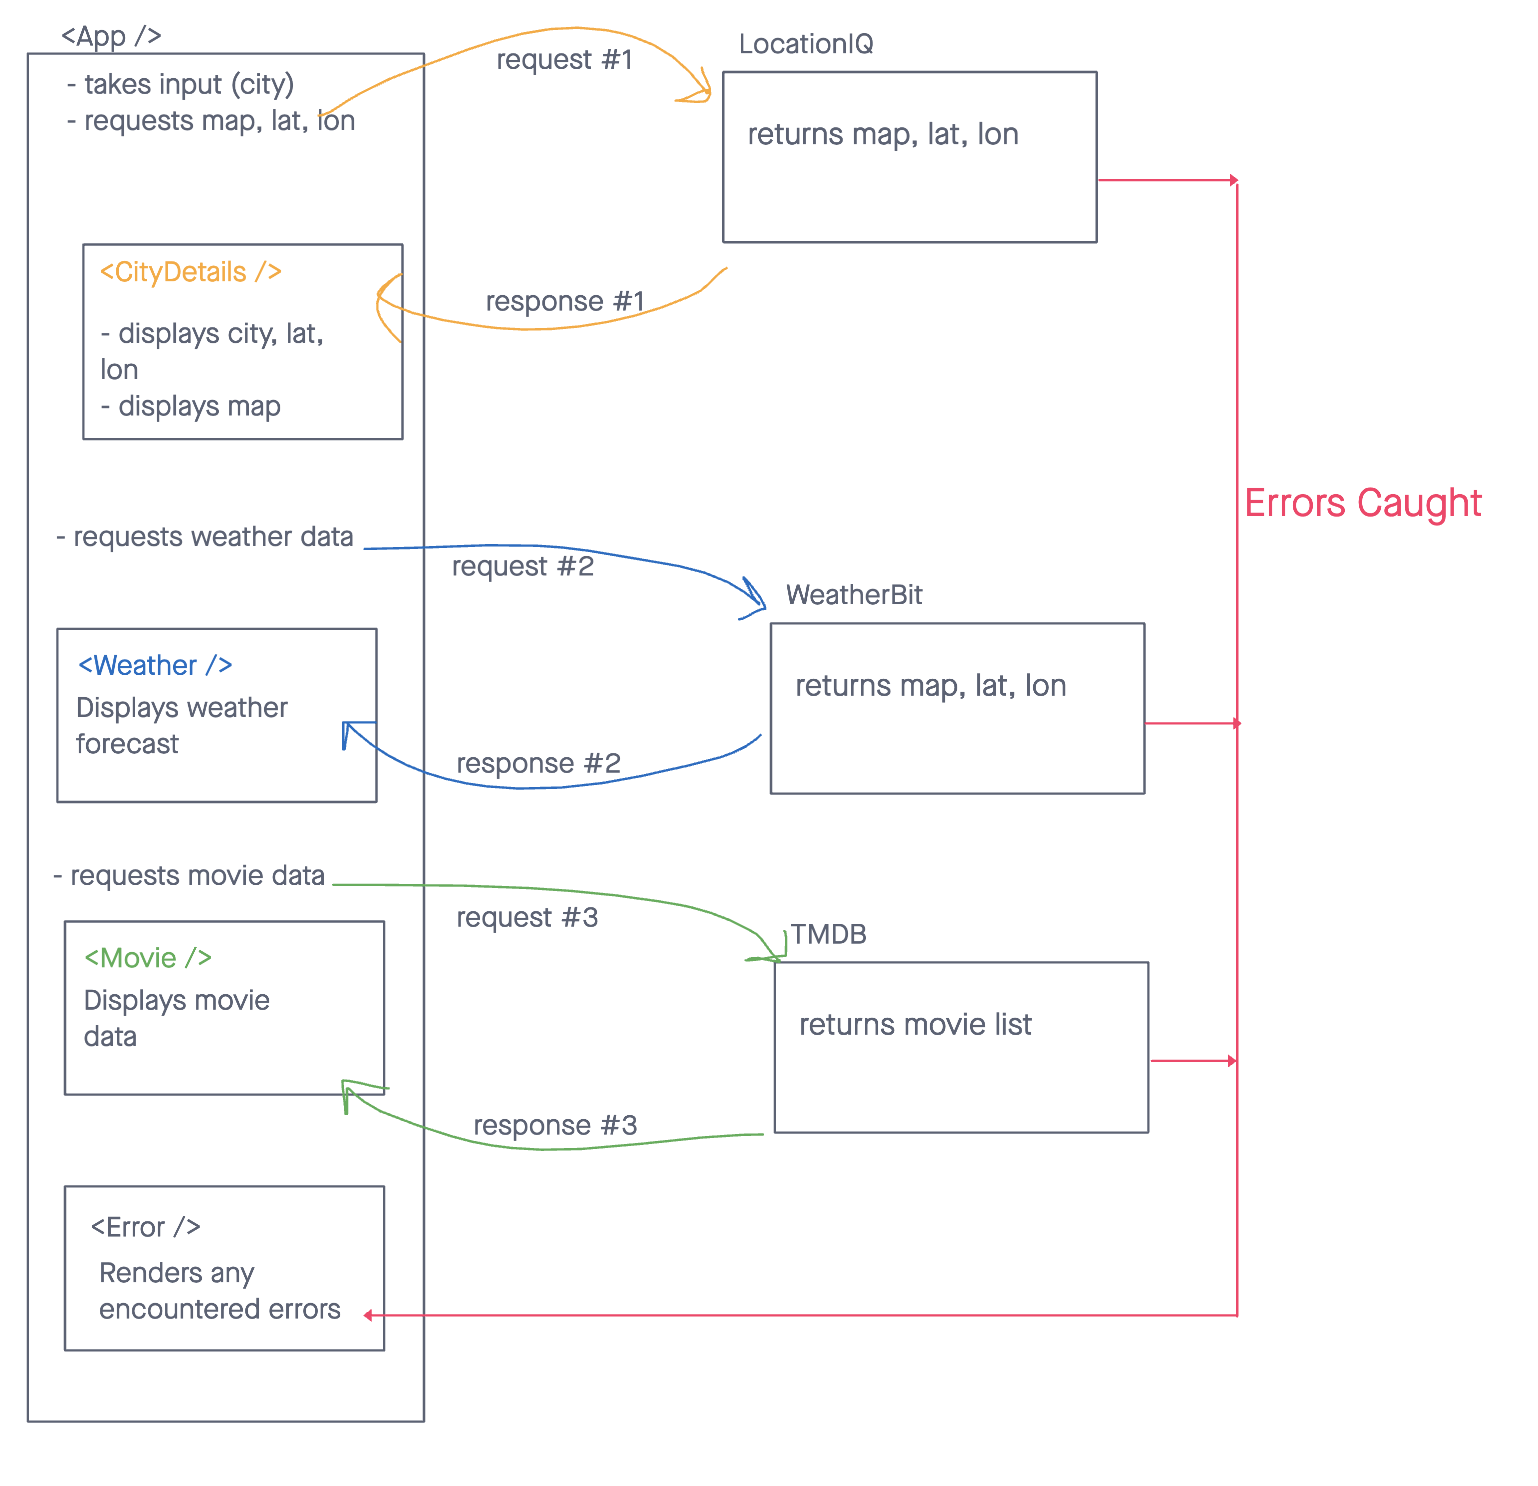 <App />
- takes input (city)
- requests map, lat, lon
request #1
LocationIQ
returns map, lat, lon
<CityDetails />
- displays city, lat,
lon
- displays map
response #1
Errors Caught
- requests weather data
request #2
WeatherBit
returns map, lat, lon
<Weather />
Displays weather
forecast
response #2
- requests movie data
request #3
TMDB
returns movie list
<Movie />
Displays movie
data
response #3
<Error />
Renders any
encountered errors